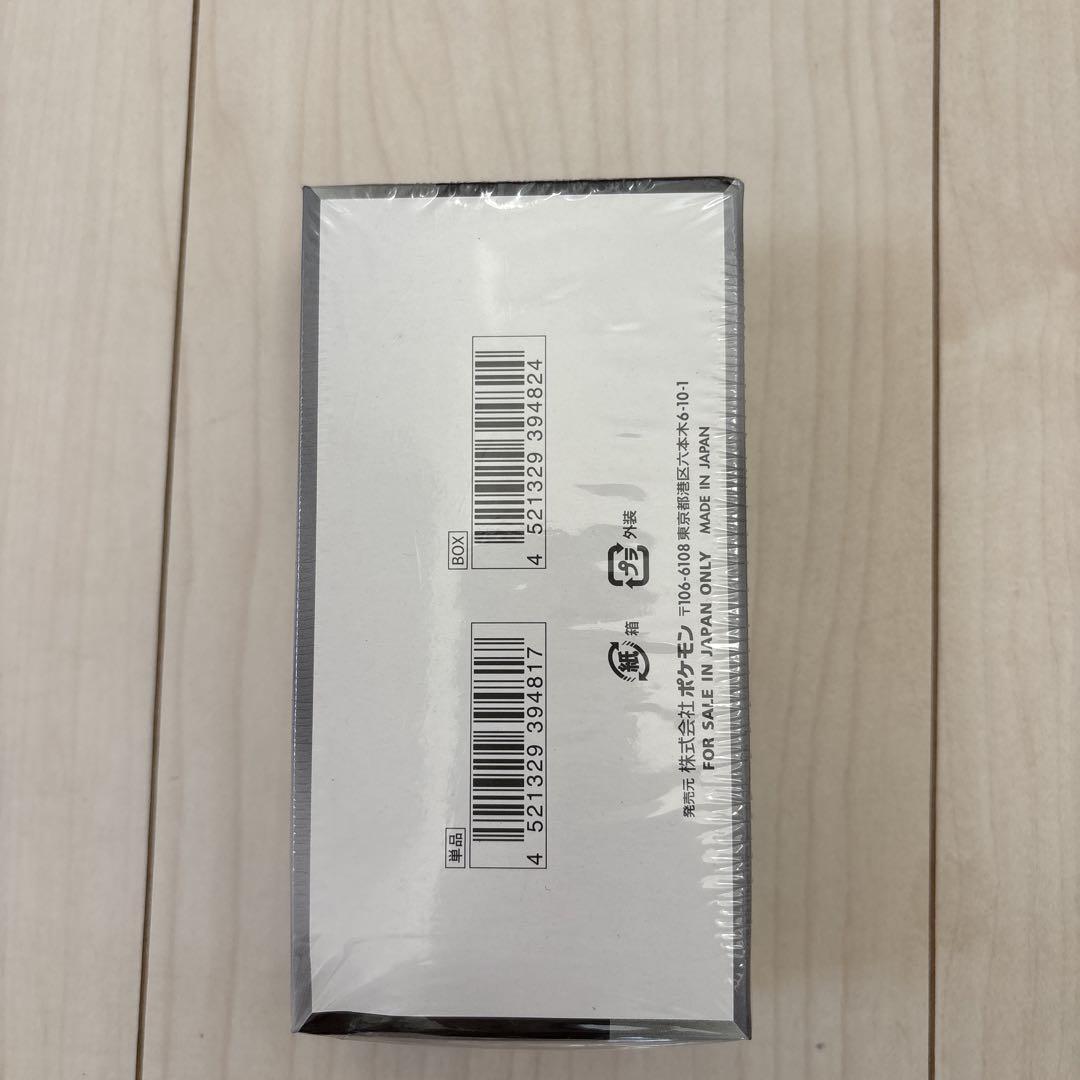 単品
4 521329 394817
BOX
4 521329 394824
紙 箱
プラ 外装
発売元 株式会社ポケモン 〒106-6108 東京都港区六本木6-10-1
FOR SALE IN JAPAN ONLY MADE IN JAPAN